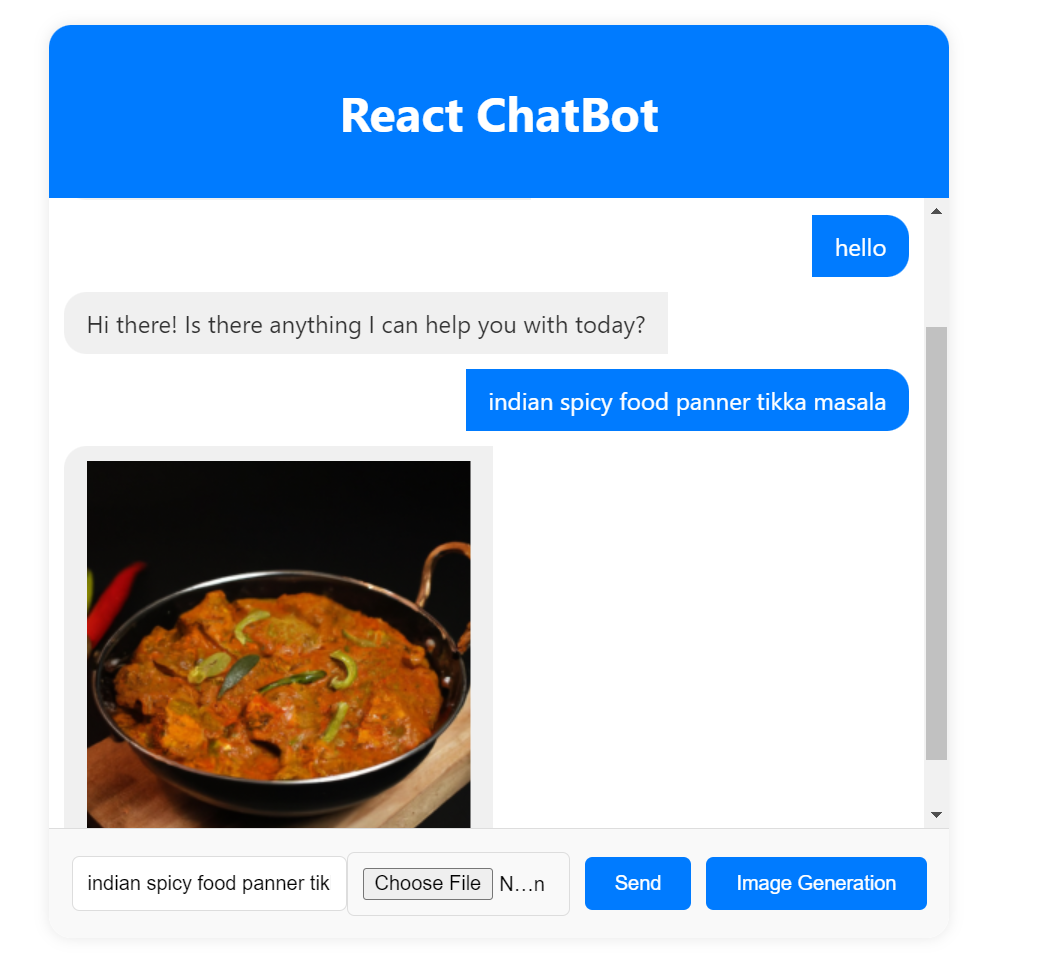 React ChatBot
hello
Hi there! Is there anything I can help you with today?
indian spicy food panner tikka masala
indian spicy food panner tik
Choose File N...n
Send
Image Generation